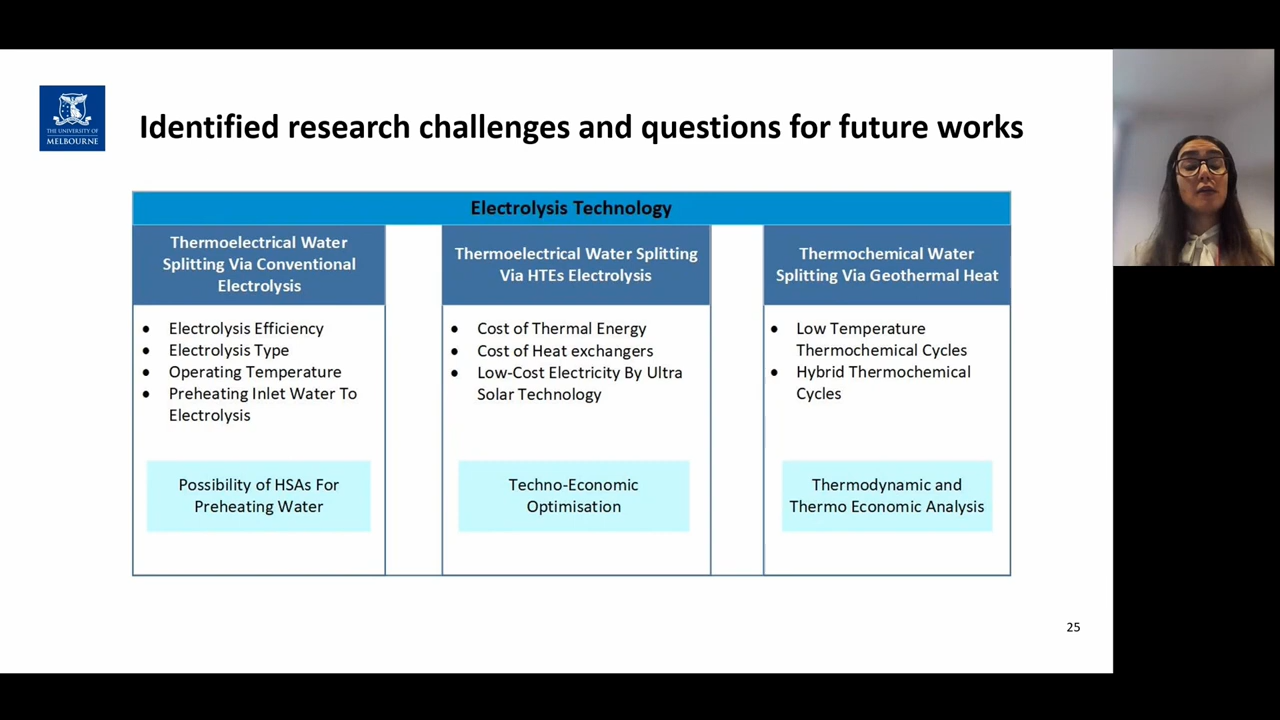 THE UNIVERSITY OF
MELBOURNE
Identified research challenges and questions for future works
Electrolysis Technology
Thermoelectrical Water
Splitting Via Conventional
Electrolysis
• Electrolysis Efficiency
• Electrolysis Type
• Operating Temperature
• Preheating Inlet Water To
Electrolysis
Possibility of HSAs For
Preheating Water
Thermoelectrical Water Splitting
Via HTEs Electrolysis
• Cost of Thermal Energy
• Cost of Heat exchangers
• Low-Cost Electricity By Ultra
Solar Technology
Techno-Economic
Optimisation
Thermochemical Water
Splitting Via Geothermal Heat
• Low Temperature
Thermochemical Cycles
• Hybrid Thermochemical
Cycles
Thermodynamic and
Thermo Economic Analysis
25